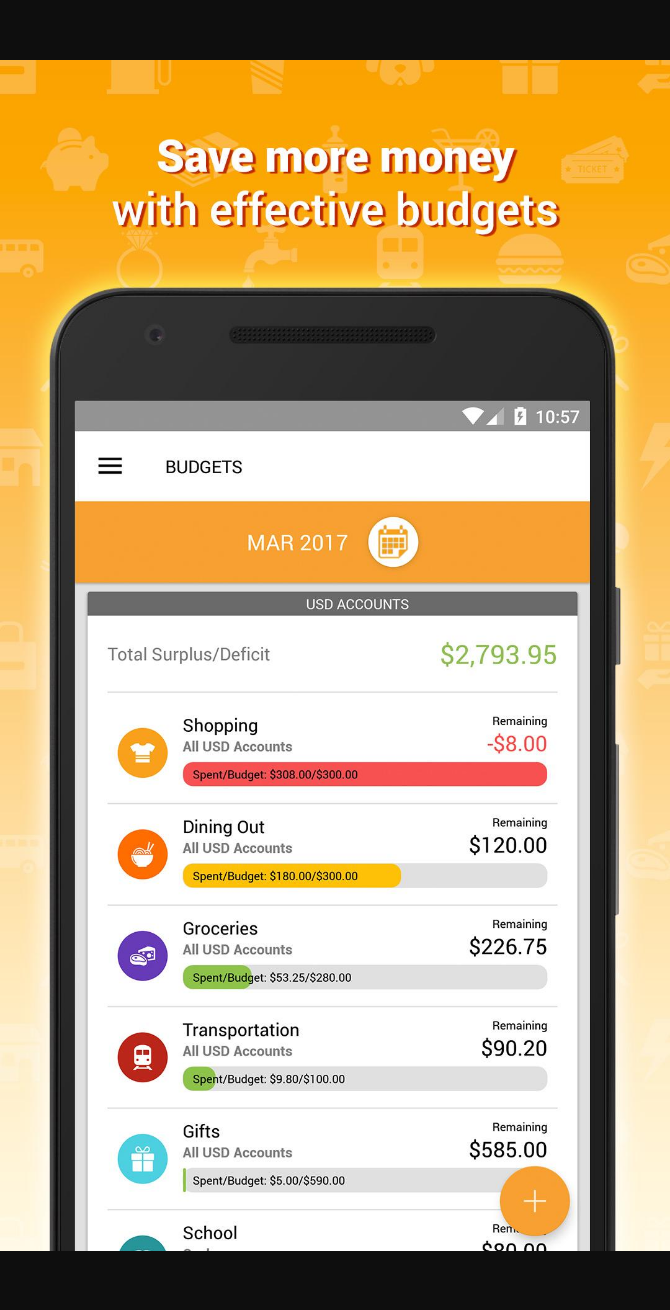 Save more money
with effective budgets
TICKET
10:57
BUDGETS
MAR 2017
USD ACCOUNTS
Total Surplus/Deficit $2,793.95
Shopping Remaining
All USD Accounts -$8.00
Spent/Budget: $308.00/$300.00
Dining Out Remaining
All USD Accounts $120.00
Spent/Budget: $180.00/$300.00
Groceries Remaining
All USD Accounts $226.75
Spent/Budget: $53.25/$280.00
Transportation Remaining
All USD Accounts $90.20
Spent/Budget: $9.80/$100.00
Gifts Remaining
All USD Accounts $585.00
Spent/Budget: $5.00/$590.00
School
$80.00